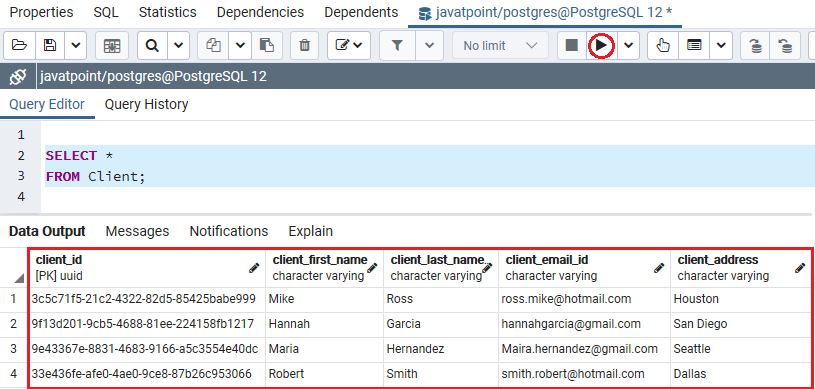 Properties SQL Statistics Dependencies Dependents javatpoint/postgres@PostgreSQL 12 *
No limit
javatpoint/postgres@PostgreSQL 12
Query Editor Query History
1
2 SELECT *
3 FROM Client;
4
Data Output Messages Notifications Explain
client_id client_first_name client_last_name client_email_id client_address
[PK] uuid character varying character varying character varying character varying
1 3c5c71f5-21c2-4322-82d5-85425babe999 Mike Ross ross.mike@hotmail.com Houston
2 9f13d201-9cb5-4688-81ee-224158fb1217 Hannah Garcia hannahgarcia@gmail.com San Diego
3 9e43367e-8831-4683-9166-a5c3554e40dc Maria Hernandez Maira.hernandez@gmail.com Seattle
4 33e436fe-afe0-4ae0-9ce8-87b26c953066 Robert Smith smith.robert@hotmail.com Dallas